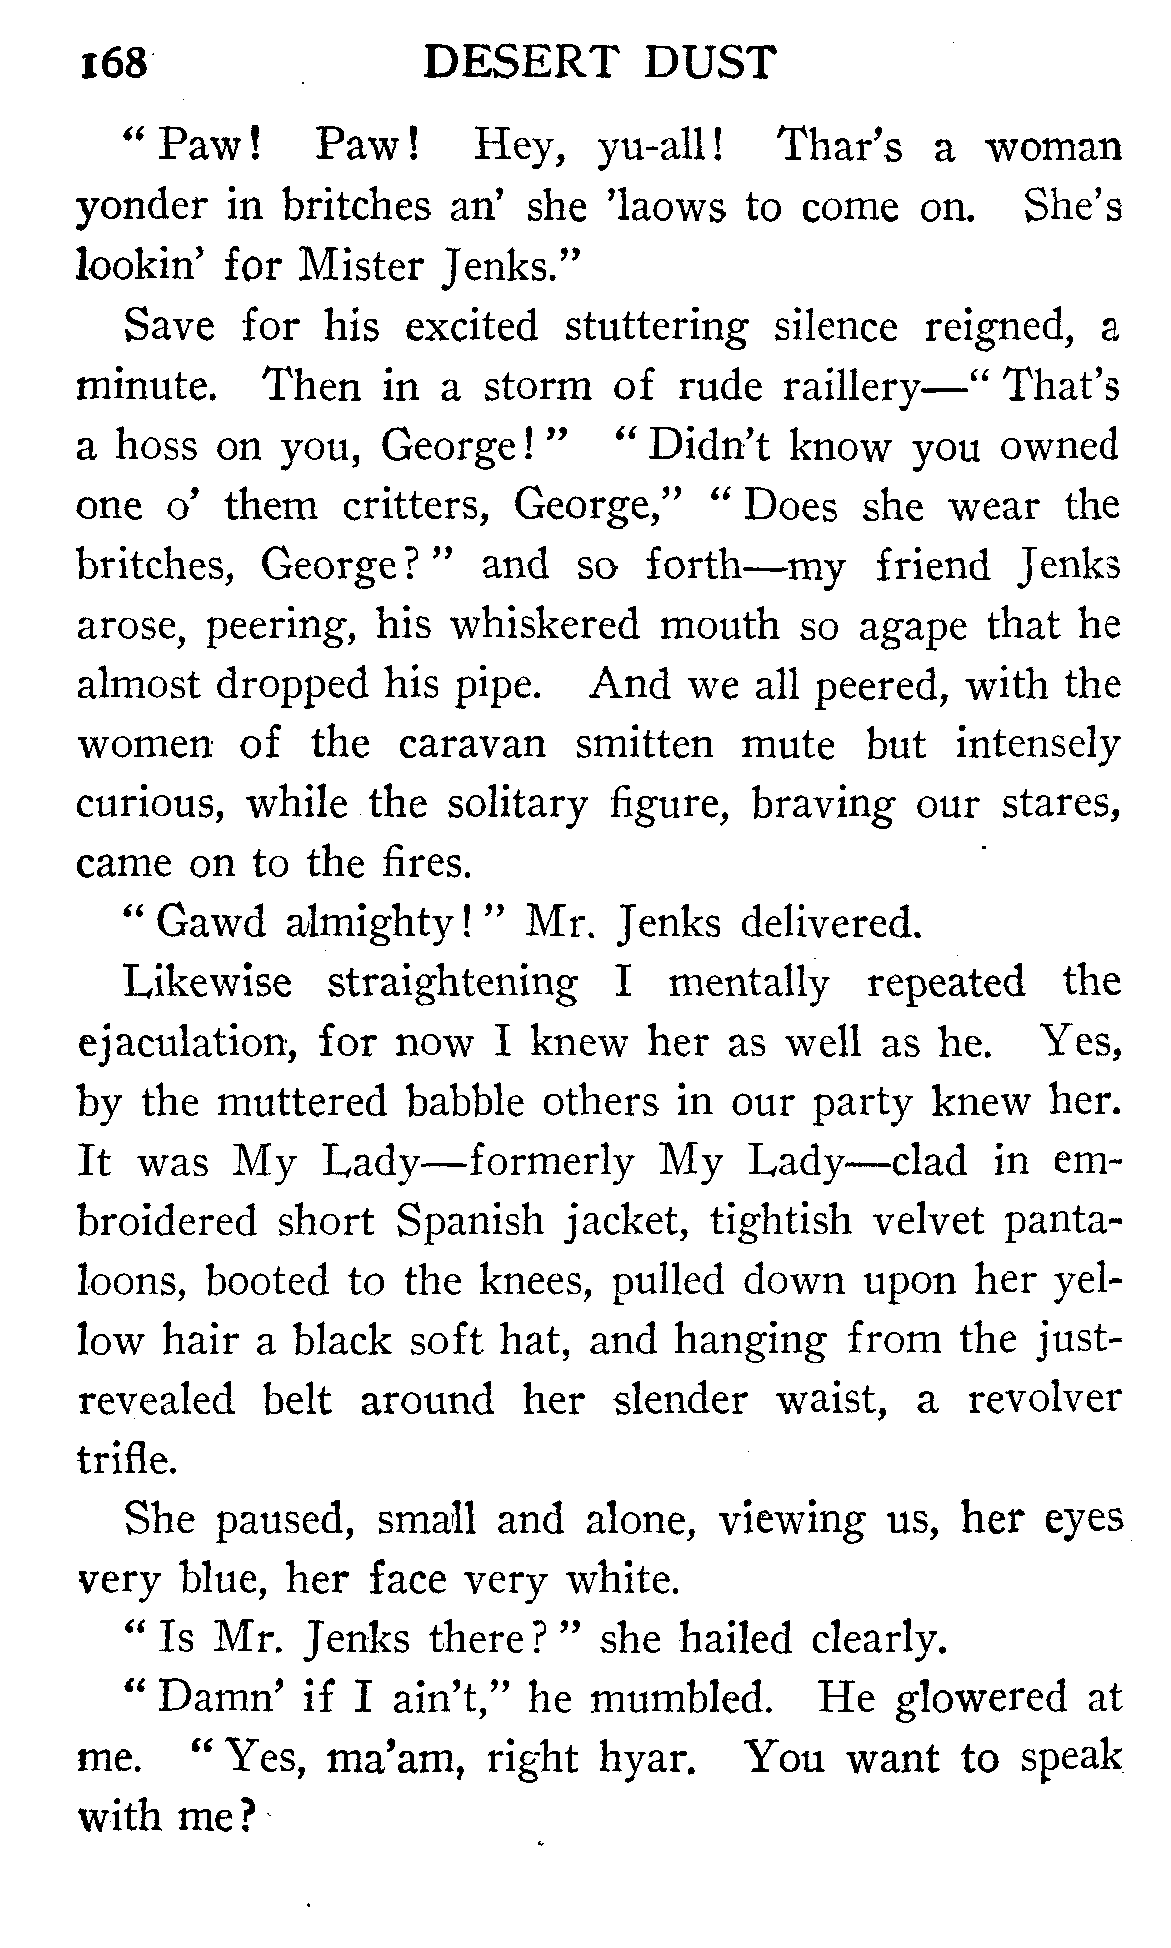 168 DESERT DUST
“ Paw! Paw! Hey, yu-all! Thar’s a woman
yonder in britches an’ she ’laows to come on. She’s
lookin’ for Mister Jenks.”
Save for his excited stuttering silence reigned, a
minute. Then in a storm of rude raillery—“ That’s
a hoss on you, George! ” “ Didn’t know you owned
one o’ them critters, George,” “ Does she wear the
britches, George? ” and so forth—my friend Jenks
arose, peering, his whiskered mouth so agape that he
almost dropped his pipe. And we all peered, with the
women of the caravan smitten mute but intensely
curious, while the solitary figure, braving our stares,
came on to the fires.
“ Gawd almighty! ” Mr. Jenks delivered.
Likewise straightening I mentally repeated the
ejaculation, for now I knew her as well as he. Yes,
by the muttered babble others in our party knew her.
It was My Lady—formerly My Lady—clad in em-
broidered short Spanish jacket, tightish velvet panta-
loons, booted to the knees, pulled down upon her yel-
low hair a black soft hat, and hanging from the just-
revealed belt around her slender waist, a revolver
trifle.
She paused, small and alone, viewing us, her eyes
very blue, her face very white.
“ Is Mr. Jenks there? ” she hailed clearly.
“ Damn’ if I ain’t,” he mumbled. He glowered at
me. “ Yes, ma’am, right hyar. You want to speak
with me?